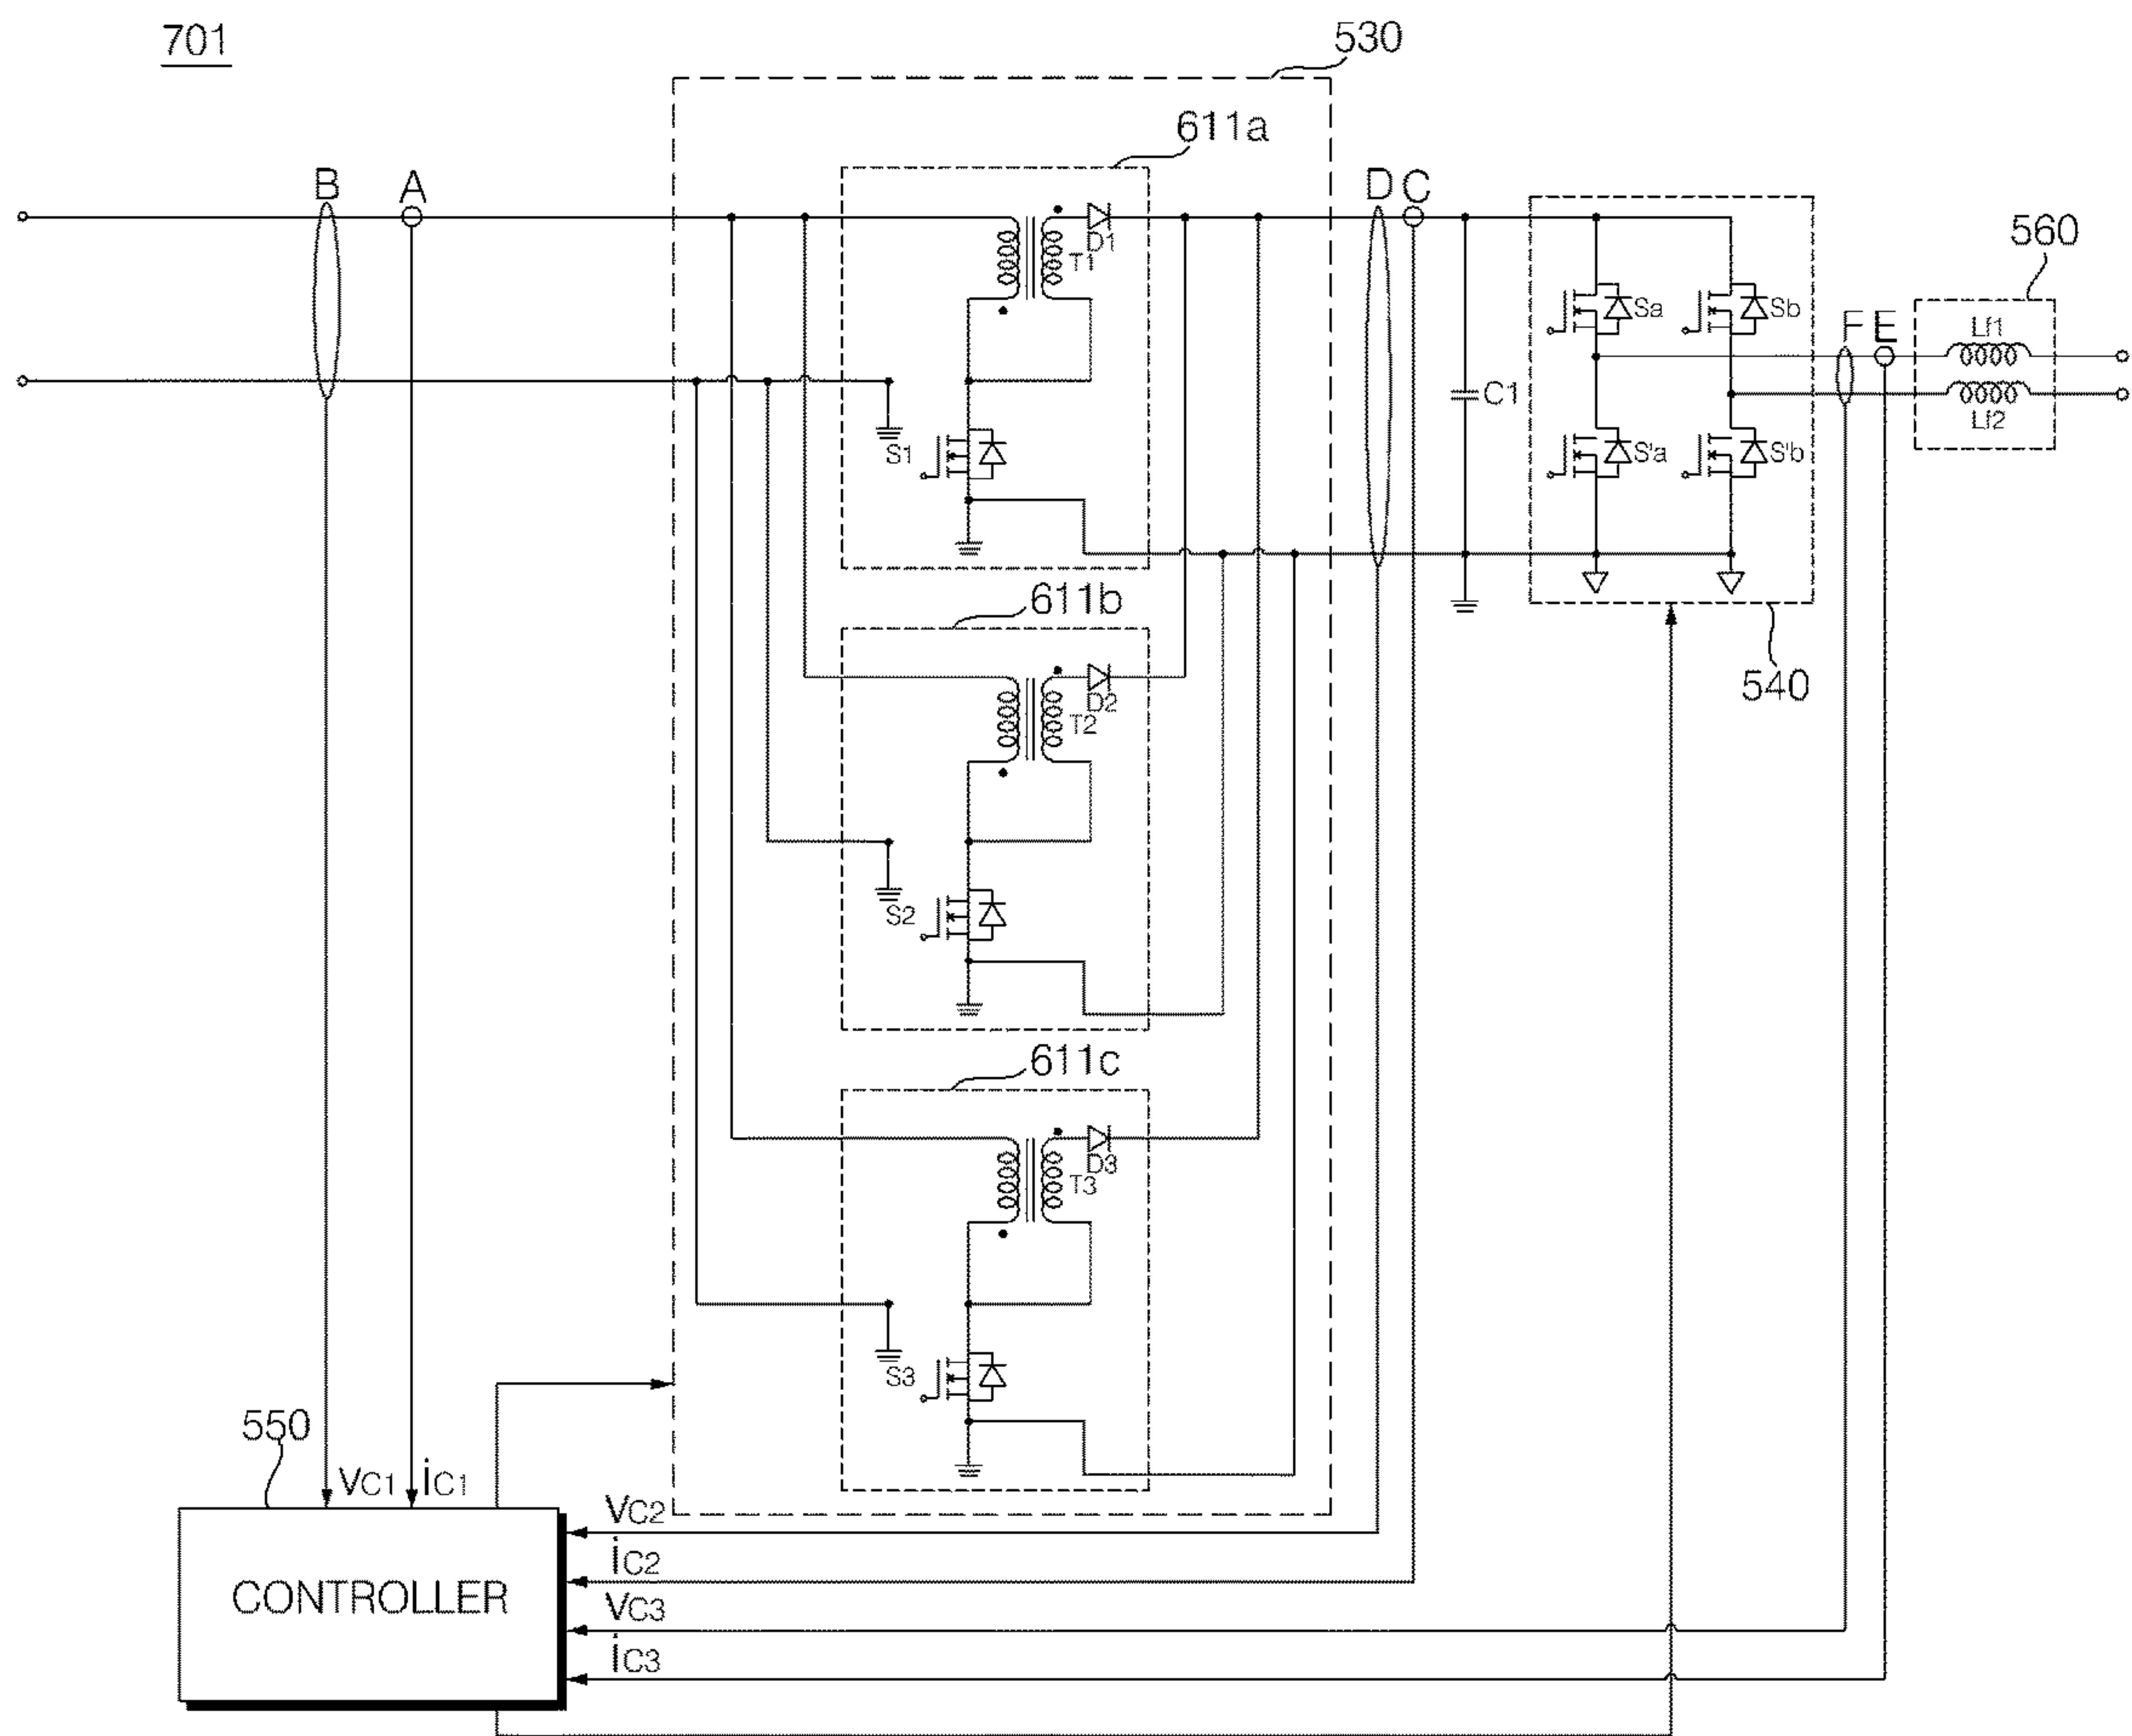 701
530
611a
B
A
D
C
T1
D1
560
Sa
Sb
F
E
Lf1
Lf2
C1
S1
S'a
S'b
611b
540
T2
D2
S2
611c
T3
D3
S3
550
VC1
iC1
VC2
iC2
VC3
iC3
CONTROLLER